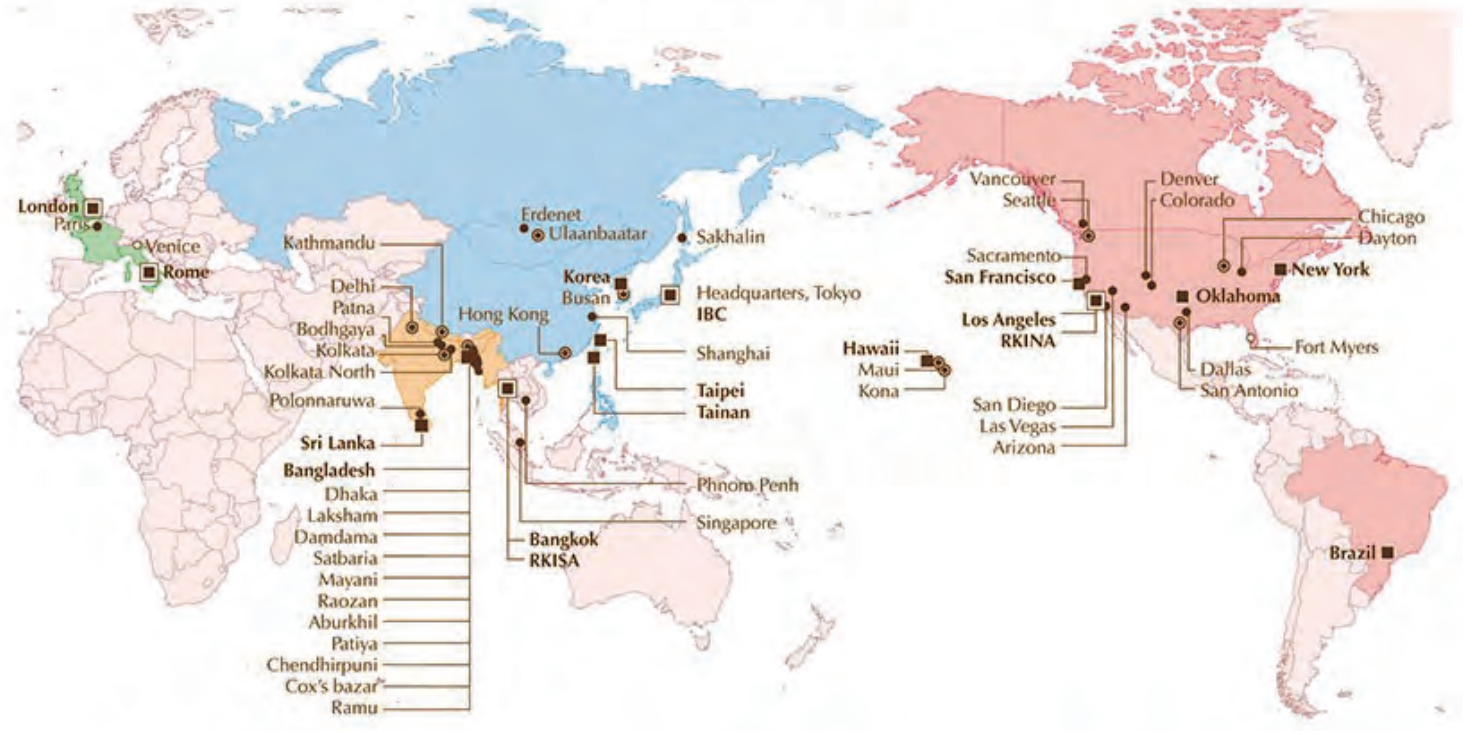 London
Paris
Venice
Rome
Kathmandu
Delhi
Patna
Bodhgaya
Kolkata
Kolkata North
Polonnaruwa
Sri Lanka
Bangladesh
Dhaka
Laksham
Damdama
Satbaria
Mayani
Raozan
Aburkhil
Patiya
Chendhirpuni
Cox's bazar
Ramu
Erdenet
Ulaanbaatar
Sakhalin
Korea
Busan
Hong Kong
Headquarters, Tokyo
IBC
Shanghai
Taipei
Tainan
Phnom Penh
Singapore
Bangkok
RKISA
Vancouver
Seattle
Sacramento
San Francisco
Los Angeles
RKINA
Hawaii
Maui
Kona
San Diego
Las Vegas
Arizona
Denver
Colorado
Chicago
Dayton
New York
Oklahoma
Fort Myers
Dallas
San Antonio
Brazil